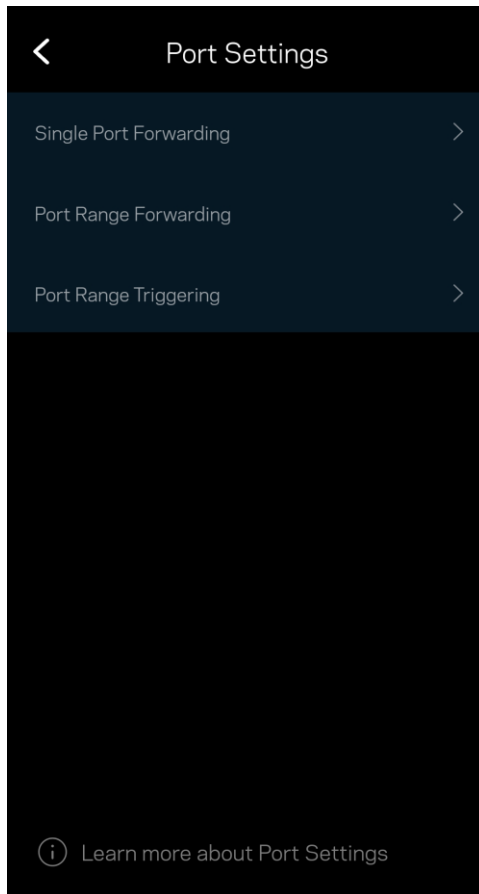 Port Settings
Single Port Forwarding
Port Range Forwarding
Port Range Triggering
Learn more about Port Settings